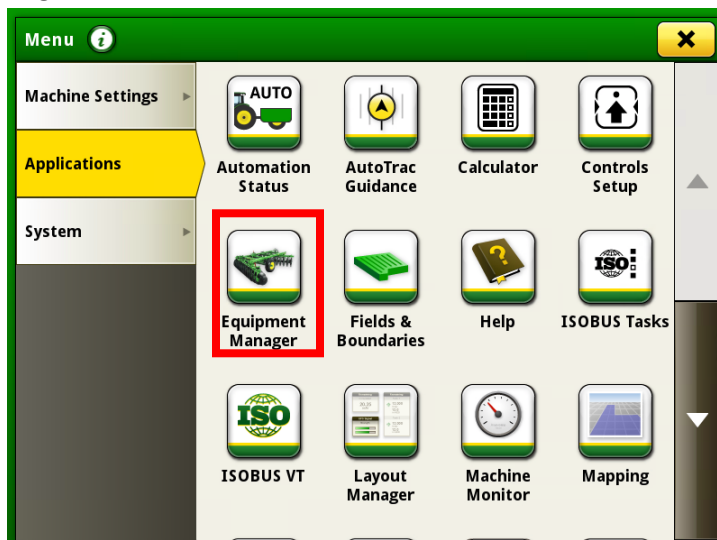 Menu i
Machine Settings
Applications
System
AUTO
Automation
Status
AutoTrac
Guidance
Calculator
Controls
Setup
Equipment
Manager
Fields &
Boundaries
?
Help
ISO
ISOBUS Tasks
ISO
ISOBUS VT
Layout
Manager
Machine
Monitor
Mapping